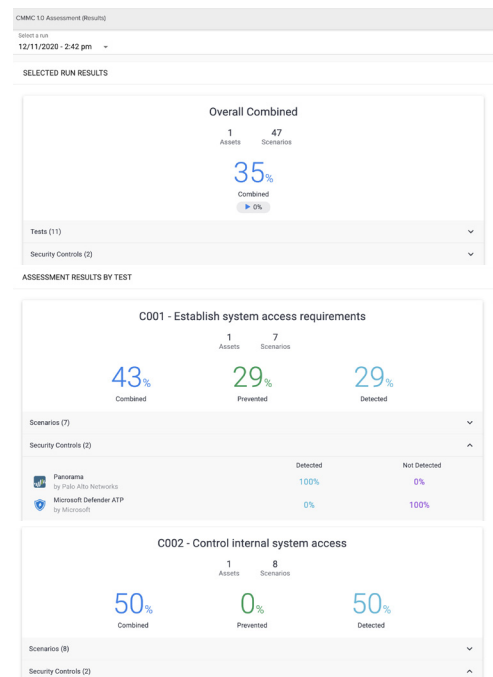 CMMC 1.0 Assessment (Results)
Select a run
12/11/2020 - 2:42 pm
SELECTED RUN RESULTS
Overall Combined
1 47
Assets Scenarios
35%
Combined
0%
Tests (11)
Security Controls (2)
ASSESSMENT RESULTS BY TEST
C001 - Establish system access requirements
1 7
Assets Scenarios
43% 29% 29%
Combined Prevented Detected
Scenarios (7)
Security Controls (2)
Detected Not Detected
Panorama
by Palo Alto Networks
100% 0%
Microsoft Defender ATP
by Microsoft
0% 100%
C002 - Control internal system access
1 8
Assets Scenarios
50% 0% 50%
Combined Prevented Detected
Scenarios (8)
Security Controls (2)